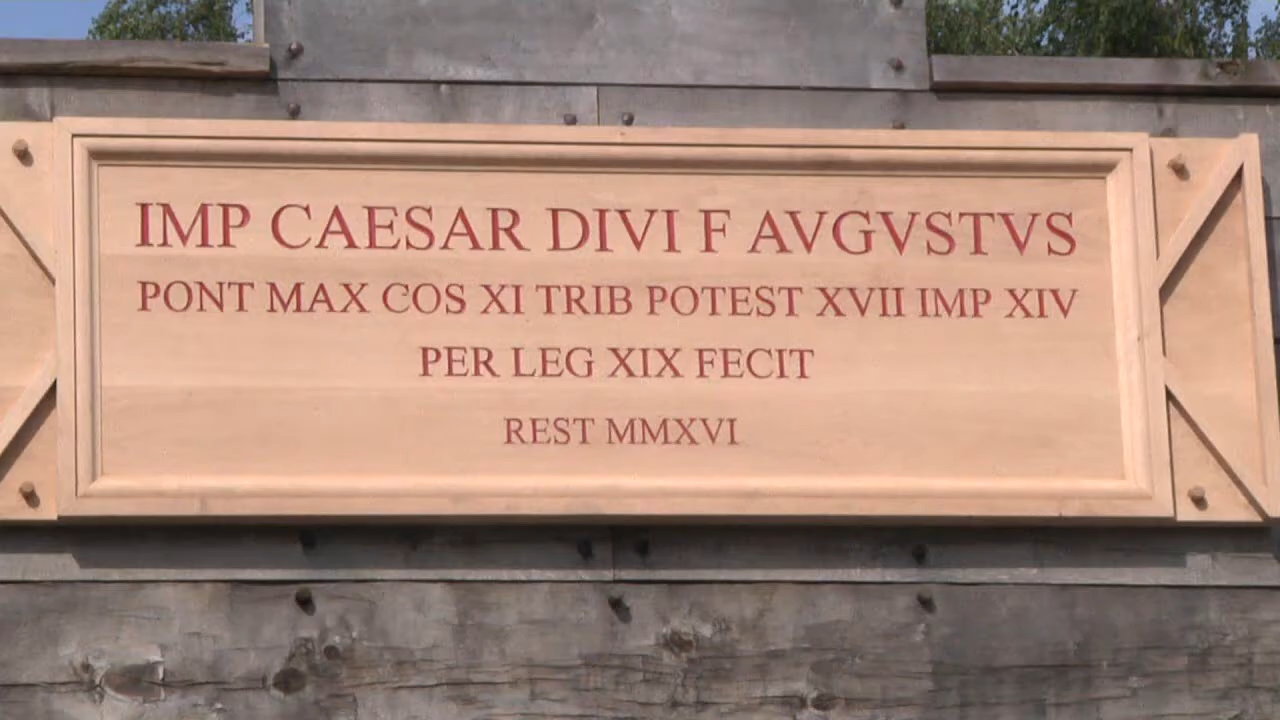 IMP CAESAR DIVI F AVGVSTVS
PONT MAX COS XI TRIB POTEST XVII IMP XIV
PER LEG XIX FECIT
REST MMXVI